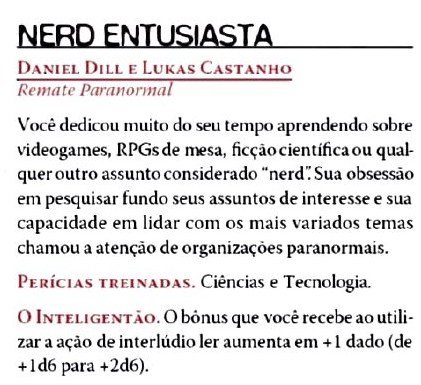 NERD ENTUSIASTA
DANIEL DILL E LUKAS CASTANHO
Remate Paranormal
Você dedicou muito do seu tempo aprendendo sobre
videogames, RPGs de mesa, ficção científica ou qual-
quer outro assunto considerado “nerd”. Sua obsessão
em pesquisar fundo seus assuntos de interesse e sua
capacidade em lidar com os mais variados temas
chamou a atenção de organizações paranormais.
PERÍCIAS TREINADAS. Ciências e Tecnologia.
O INTELIGENTÃO. O bônus que você recebe ao utili-
zar a ação de interlúdio ler aumenta em +1 dado (de
+1d6 para +2d6).